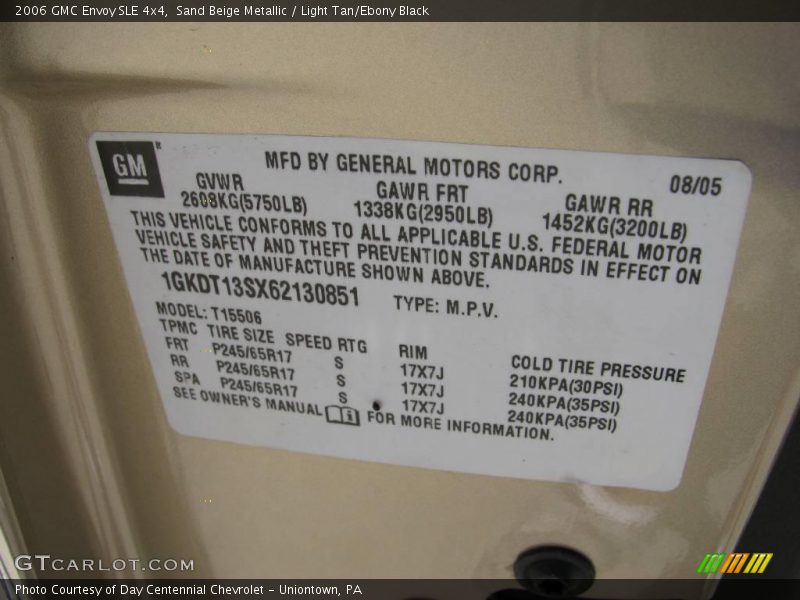 2006 GMC Envoy SLE 4x4, Sand Beige Metallic / Light Tan/Ebony Black
GM
MFD BY GENERAL MOTORS CORP.
08/05
GVWR GAWR FRT GAWR RR
2608KG(5750LB) 1338KG(2950LB) 1452KG(3200LB)
THIS VEHICLE CONFORMS TO ALL APPLICABLE U.S. FEDERAL MOTOR
VEHICLE SAFETY AND THEFT PREVENTION STANDARDS IN EFFECT ON
THE DATE OF MANUFACTURE SHOWN ABOVE.
1GKDT13SX62130851 TYPE: M.P.V.
MODEL: T15506
TPMC TIRE SIZE SPEED RTG RIM COLD TIRE PRESSURE
FRT P245/65R17 S 17X7J 210KPA(30PSI)
RR P245/65R17 S 17X7J 240KPA(35PSI)
SPA P245/65R17 S 17X7J 240KPA(35PSI)
SEE OWNER'S MANUAL FOR MORE INFORMATION.
GTCARLOT.COM
Photo Courtesy of Day Centennial Chevrolet - Uniontown, PA